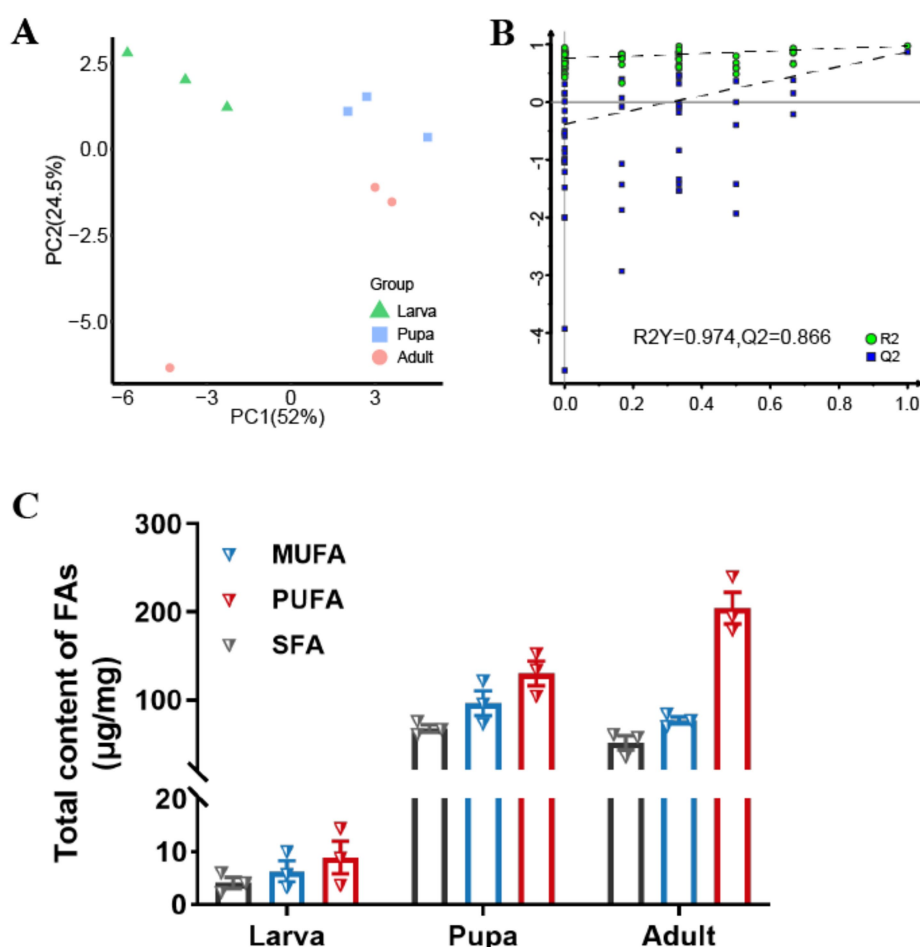 A
2.5
0.0
−2.5
−5.0
PC2(24.5%)
−6
−3
0
3
PC1(52%)
Group
Larva
Pupa
Adult
B
1
0
-1
-2
-3
-4
R2Y=0.974,Q2=0.866
R2
Q2
0.0
0.2
0.4
0.6
0.8
1.0
C
Total content of FAs
(μg/mg)
300
200
100
20
10
0
MUFA
PUFA
SFA
Larva
Pupa
Adult